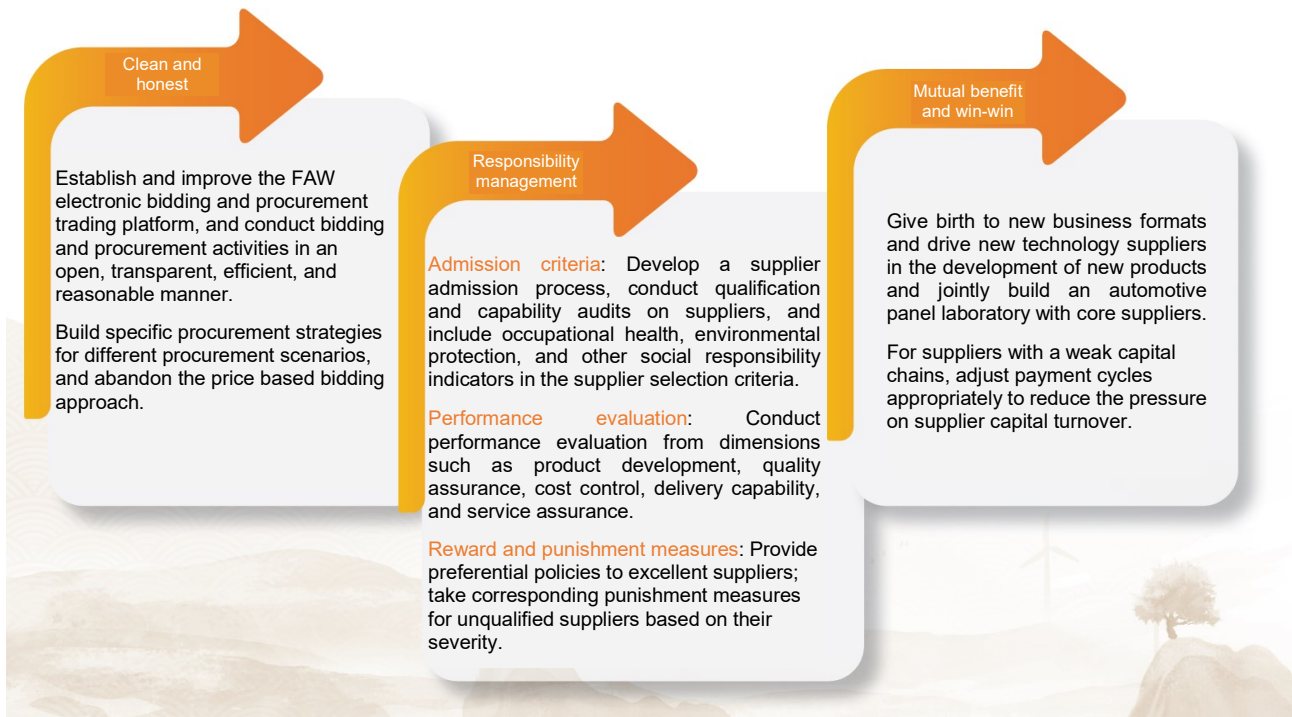 Clean and
honest
Establish and improve the FAW
electronic bidding and procurement
trading platform, and conduct bidding
and procurement activities in an
open, transparent, efficient, and
reasonable manner.
Build specific procurement strategies
for different procurement scenarios,
and abandon the price based bidding
approach.
Responsibility
management
Admission criteria: Develop a supplier
admission process, conduct qualification
and capability audits on suppliers, and
include occupational health, environmental
protection, and other social responsibility
indicators in the supplier selection criteria.
Performance evaluation: Conduct
performance evaluation from dimensions
such as product development, quality
assurance, cost control, delivery capability,
and service assurance.
Reward and punishment measures: Provide
preferential policies to excellent suppliers;
take corresponding punishment measures
for unqualified suppliers based on their
severity.
Mutual benefit
and win-win
Give birth to new business formats
and drive new technology suppliers
in the development of new products
and jointly build an automotive
panel laboratory with core suppliers.
For suppliers with a weak capital
chains, adjust payment cycles
appropriately to reduce the pressure
on supplier capital turnover.